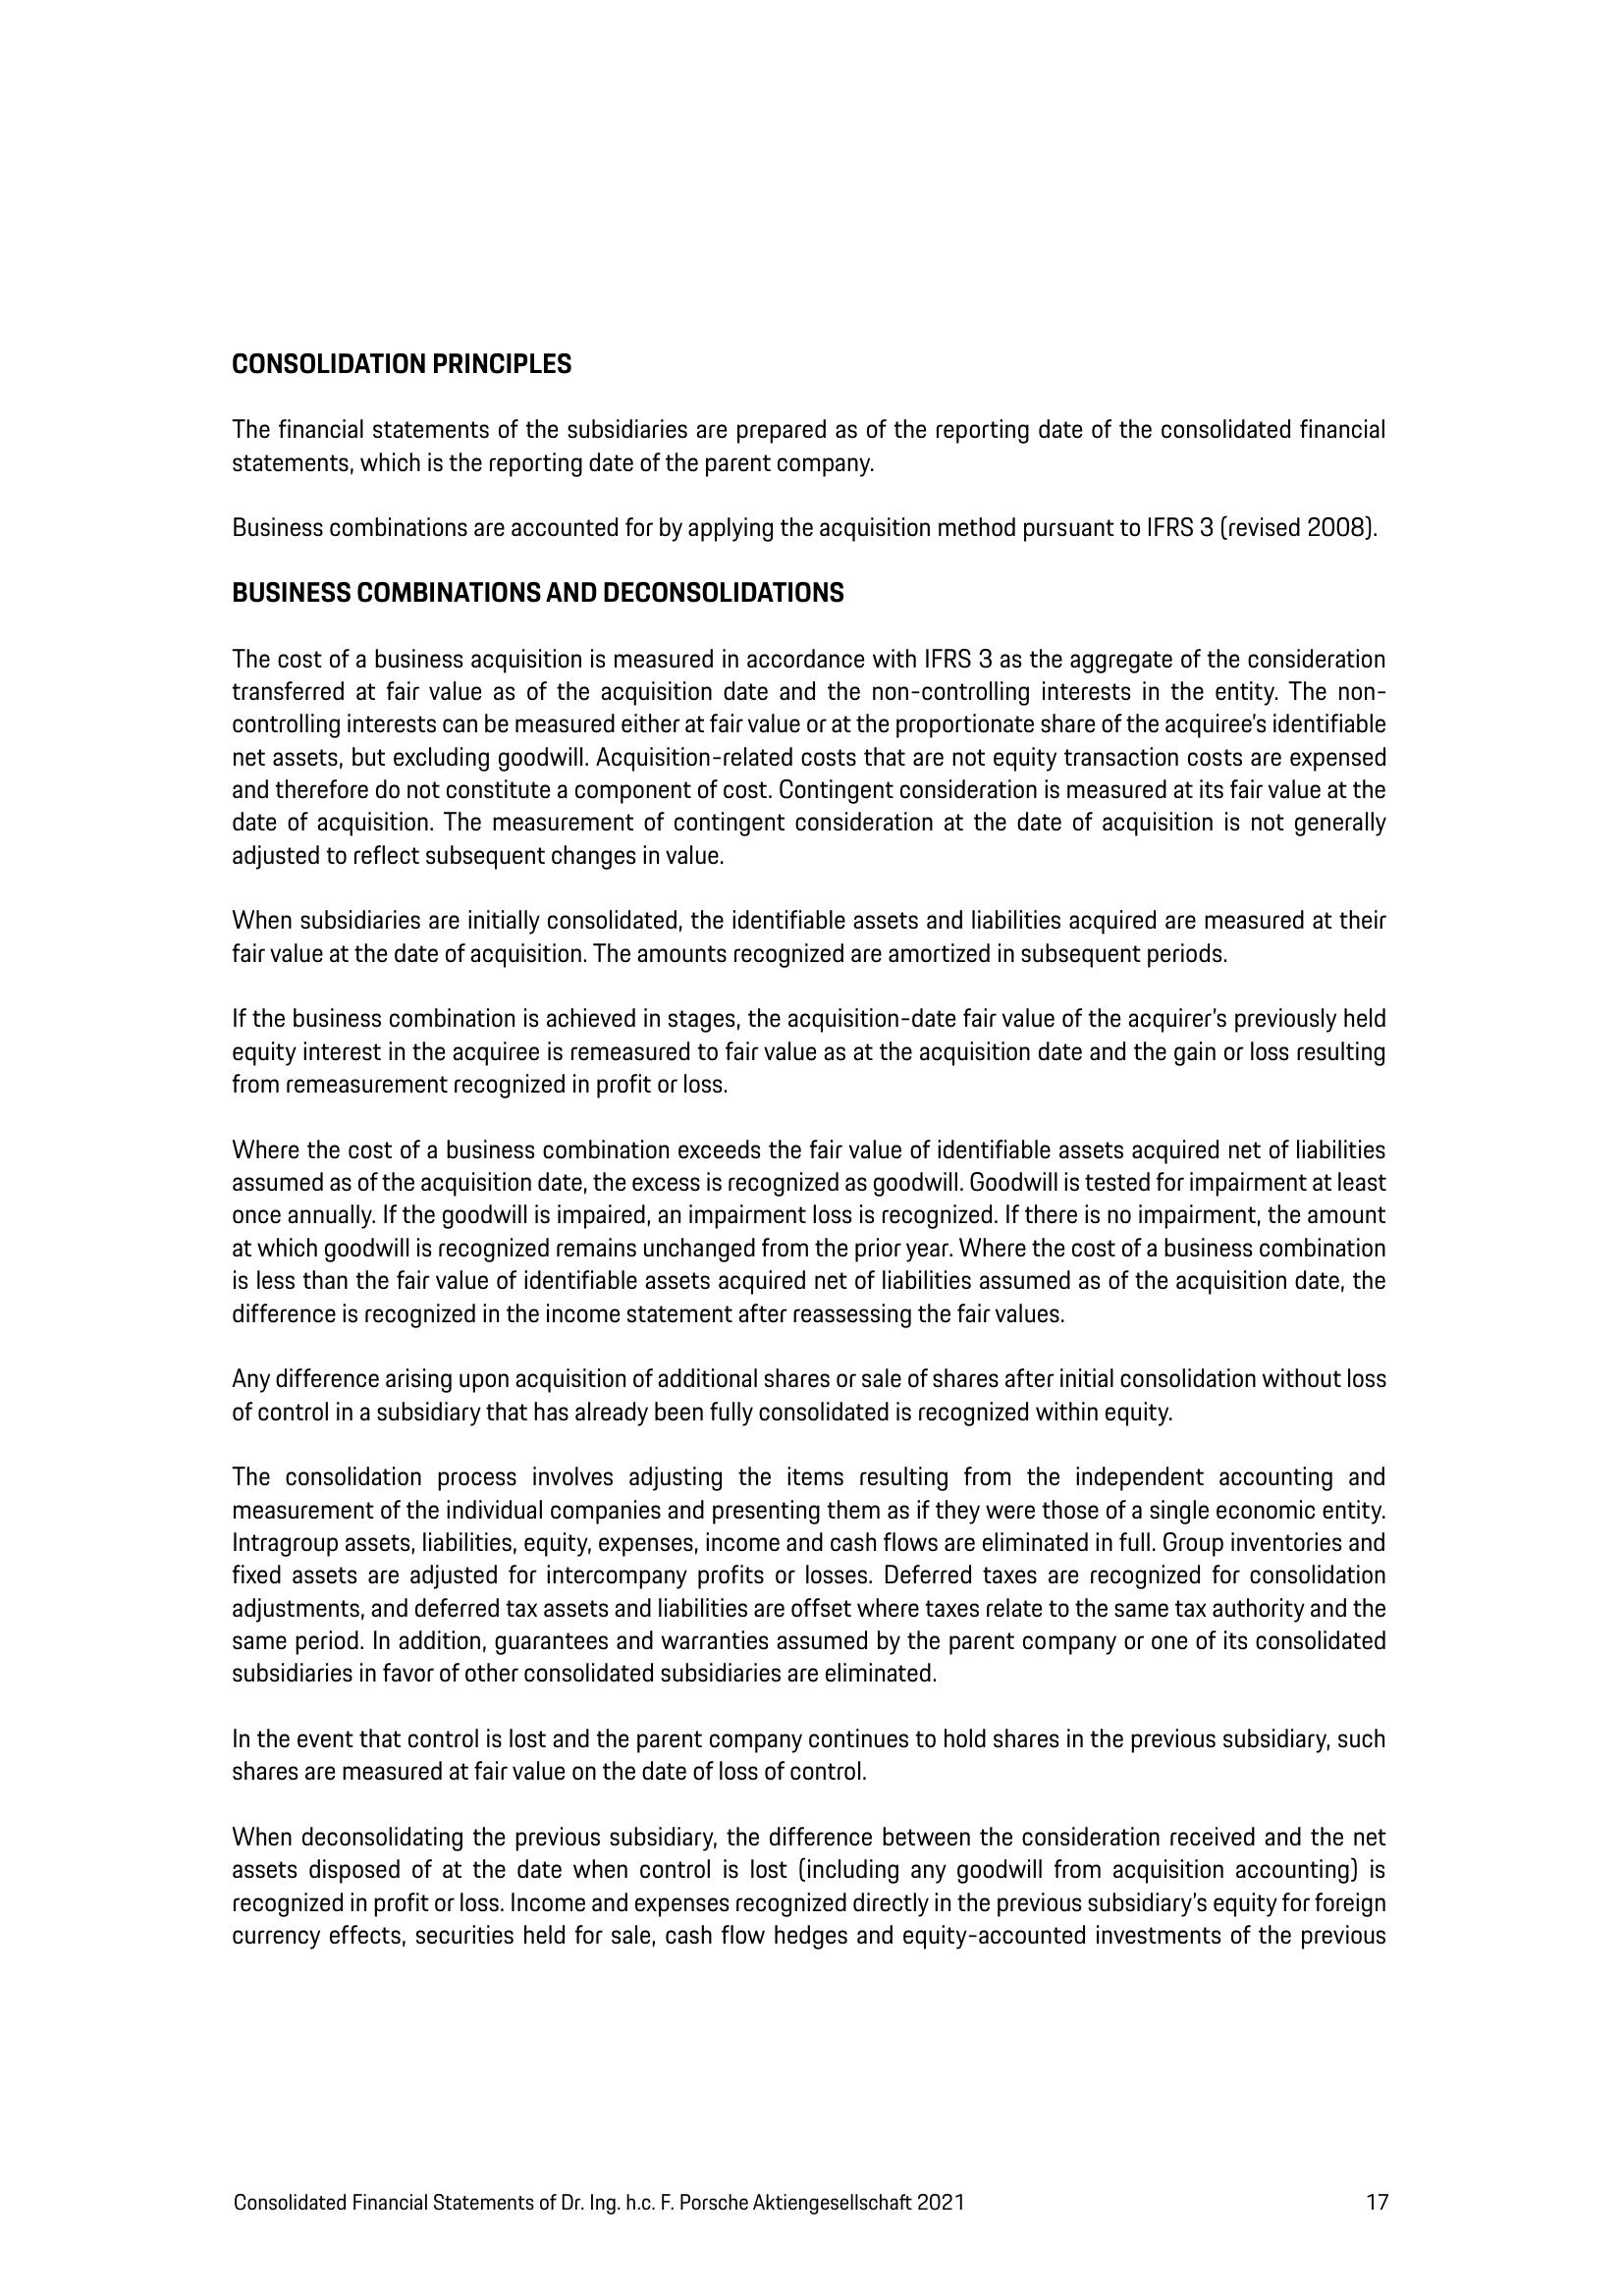 CONSOLIDATION PRINCIPLES
The financial statements of the subsidiaries are prepared as of the reporting date of the consolidated financial
statements, which is the reporting date of the parent company.
Business combinations are accounted for by applying the acquisition method pursuant to IFRS 3 (revised 2008).
BUSINESS COMBINATIONS AND DECONSOLIDATIONS
The cost of a business acquisition is measured in accordance with IFRS 3 as the aggregate of the consideration
transferred at fair value as of the acquisition date and the non-controlling interests in the entity. The non-
controlling interests can be measured either at fair value or at the proportionate share of the acquiree’s identifiable
net assets, but excluding goodwill. Acquisition-related costs that are not equity transaction costs are expensed
and therefore do not constitute a component of cost. Contingent consideration is measured at its fair value at the
date of acquisition. The measurement of contingent consideration at the date of acquisition is not generally
adjusted to reflect subsequent changes in value.
When subsidiaries are initially consolidated, the identifiable assets and liabilities acquired are measured at their
fair value at the date of acquisition. The amounts recognized are amortized in subsequent periods.
If the business combination is achieved in stages, the acquisition-date fair value of the acquirer’s previously held
equity interest in the acquiree is remeasured to fair value as at the acquisition date and the gain or loss resulting
from remeasurement recognized in profit or loss.
Where the cost of a business combination exceeds the fair value of identifiable assets acquired net of liabilities
assumed as of the acquisition date, the excess is recognized as goodwill. Goodwill is tested for impairment at least
once annually. If the goodwill is impaired, an impairment loss is recognized. If there is no impairment, the amount
at which goodwill is recognized remains unchanged from the prior year. Where the cost of a business combination
is less than the fair value of identifiable assets acquired net of liabilities assumed as of the acquisition date, the
difference is recognized in the income statement after reassessing the fair values.
Any difference arising upon acquisition of additional shares or sale of shares after initial consolidation without loss
of control in a subsidiary that has already been fully consolidated is recognized within equity.
The consolidation process involves adjusting the items resulting from the independent accounting and
measurement of the individual companies and presenting them as if they were those of a single economic entity.
Intragroup assets, liabilities, equity, expenses, income and cash flows are eliminated in full. Group inventories and
fixed assets are adjusted for intercompany profits or losses. Deferred taxes are recognized for consolidation
adjustments, and deferred tax assets and liabilities are offset where taxes relate to the same tax authority and the
same period. In addition, guarantees and warranties assumed by the parent company or one of its consolidated
subsidiaries in favor of other consolidated subsidiaries are eliminated.
In the event that control is lost and the parent company continues to hold shares in the previous subsidiary, such
shares are measured at fair value on the date of loss of control.
When deconsolidating the previous subsidiary, the difference between the consideration received and the net
assets disposed of at the date when control is lost (including any goodwill from acquisition accounting) is
recognized in profit or loss. Income and expenses recognized directly in the previous subsidiary’s equity for foreign
currency effects, securities held for sale, cash flow hedges and equity-accounted investments of the previous
Consolidated Financial Statements of Dr. Ing. h.c. F. Porsche Aktiengesellschaft 2021 17